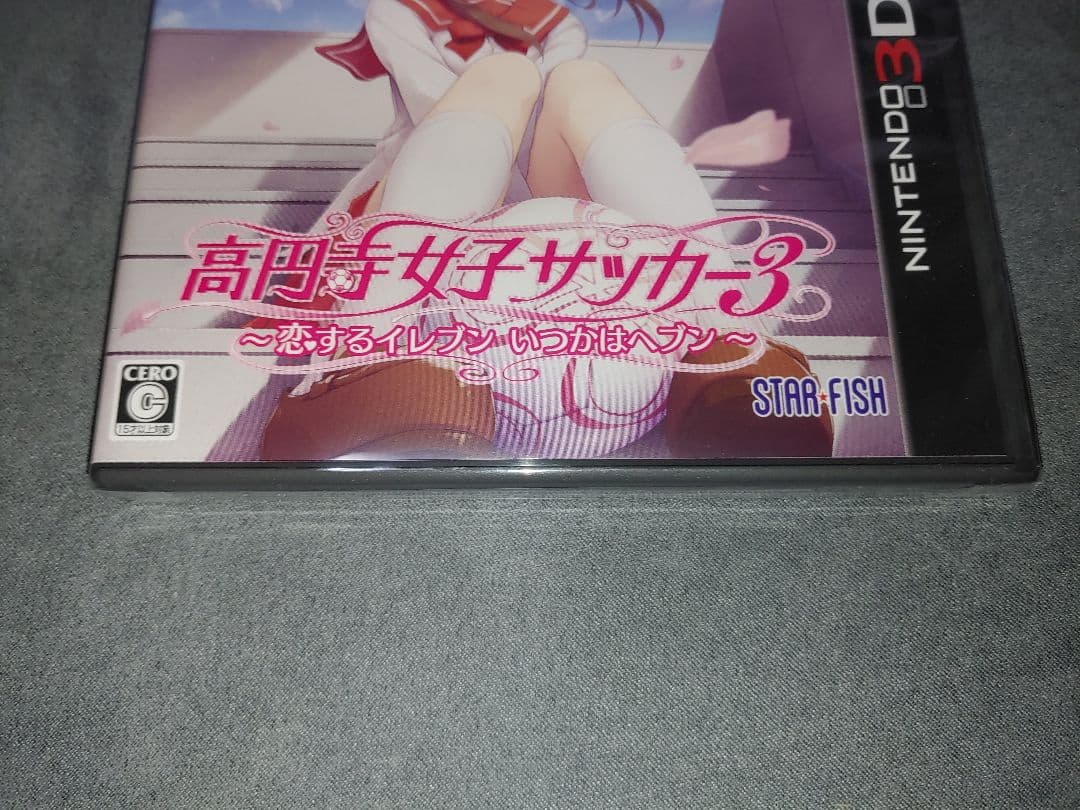 NINTENDO 3D
高円寺女子サッカー3
～恋するイレブン いつかはヘブン～
CERO
C
15才以上対象
STAR★FISH